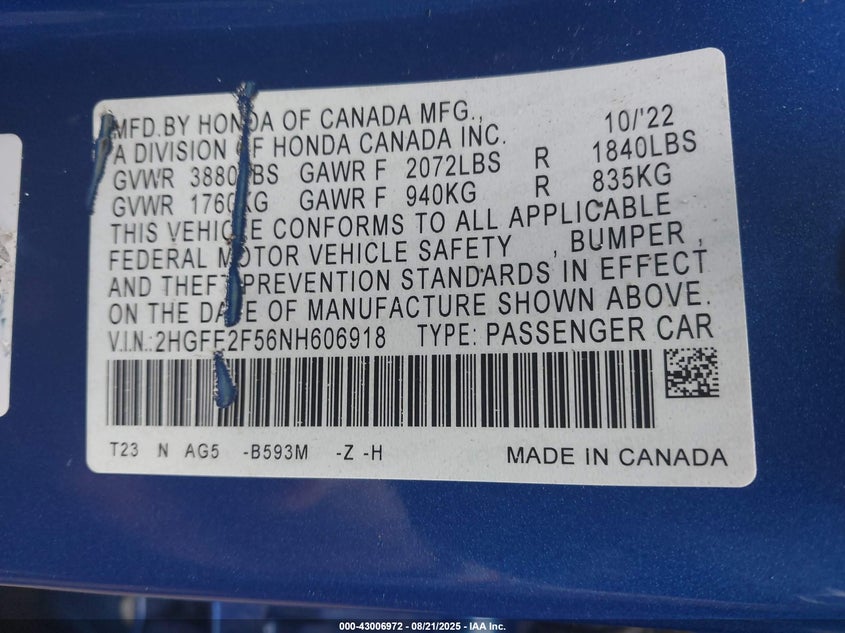 MFD.BY HONDA OF CANADA MFG., 10/'22
A DIVISION OF HONDA CANADA INC.
GVWR 3880LBS GAWR F 2072LBS R 1840LBS
GVWR 1760KG GAWR F 940KG R 835KG
THIS VEHICLE CONFORMS TO ALL APPLICABLE
FEDERAL MOTOR VEHICLE SAFETY , BUMPER ,
AND THEFT PREVENTION STANDARDS IN EFFECT
ON THE DATE OF MANUFACTURE SHOWN ABOVE.
V.I.N.:2HGFE2F56NH606918 TYPE: PASSENGER CAR
T23 N AG5 -B593M -Z -H MADE IN CANADA
000-43006972 - 08/21/2025 - IAA Inc.